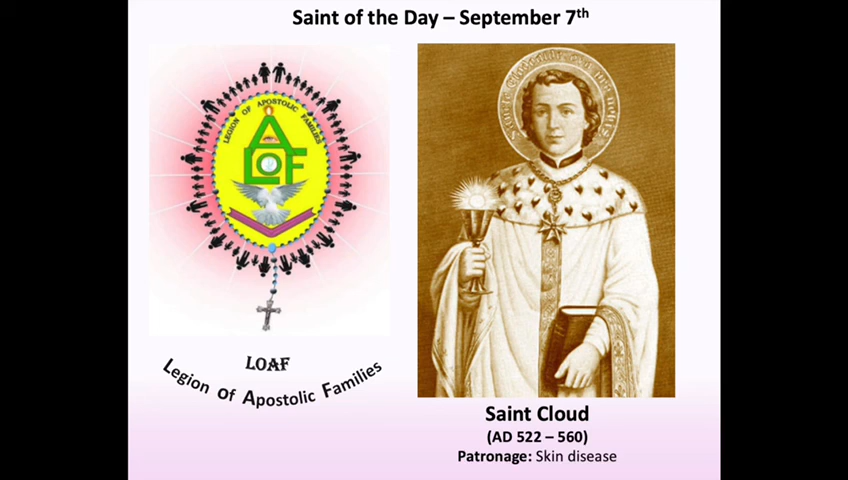 Saint of the Day – September 7th
LEGION OF APOSTOLIC FAMILIES
A
LOF
LOAF
Legion of Apostolic Families
Saint Cloud
(AD 522 – 560)
Patronage: Skin disease